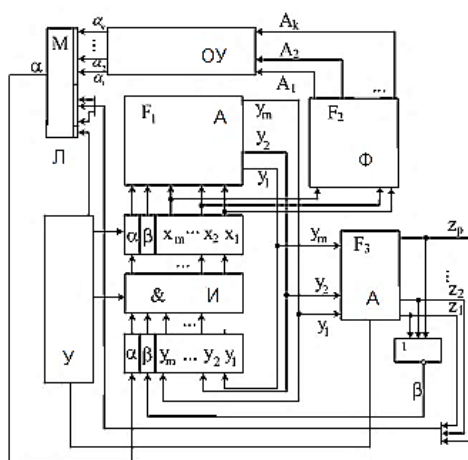 М
αᵥ
...
α₂
α₁
ОУ
Aₖ
A₂
A₁
α
Л
F₁
A
yₘ
y₂
y₁
F₂
...
Ф
α β xₘ ... x₂ x₁
...
& И
...
α β yₘ ... y₂ y₁
У
F₃
A
yₘ
y₂
y₁
zₚ
...
z₂
z₁
1
β